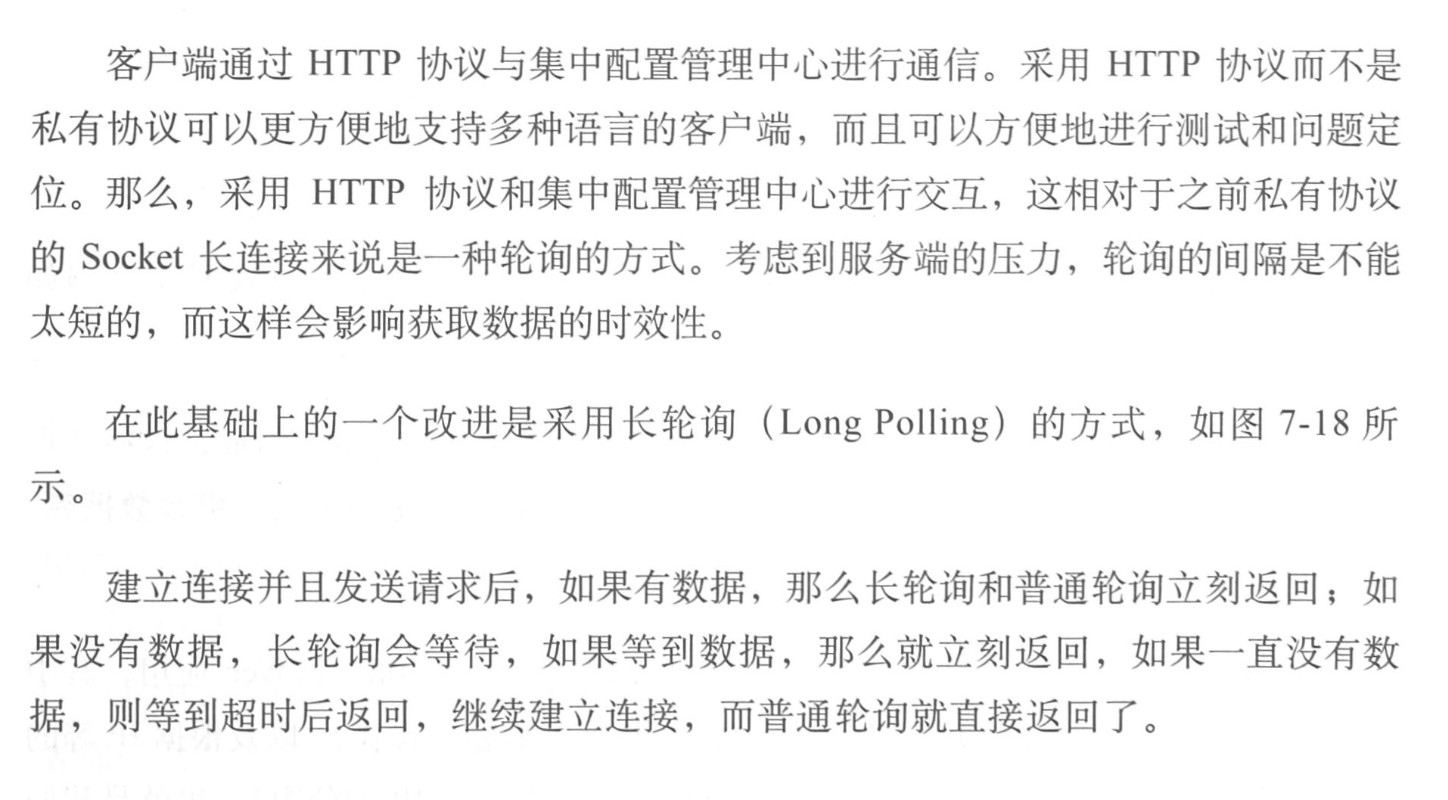 客户端通过 HTTP 协议与集中配置管理中心进行通信。采用 HTTP 协议而不是
私有协议可以更方便地支持多种语言的客户端，而且可以方便地进行测试和问题定
位。那么，采用 HTTP 协议和集中配置管理中心进行交互，这相对于之前私有协议
的 Socket 长连接来说是一种轮询的方式。考虑到服务端的压力，轮询的间隔是不能
太短的，而这样会影响获取数据的时效性。
在此基础上的一个改进是采用长轮询（Long Polling）的方式，如图 7-18 所
示。
建立连接并且发送请求后，如果有数据，那么长轮询和普通轮询立刻返回；如
果没有数据，长轮询会等待，如果等到数据，那么就立刻返回，如果一直没有数
据，则等到超时后返回，继续建立连接，而普通轮询就直接返回了。